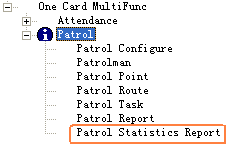 One Card MultiFunc
Attendance
Patrol
Patrol Configure
Patrolman
Patrol Point
Patrol Route
Patrol Task
Patrol Report
Patrol Statistics Report